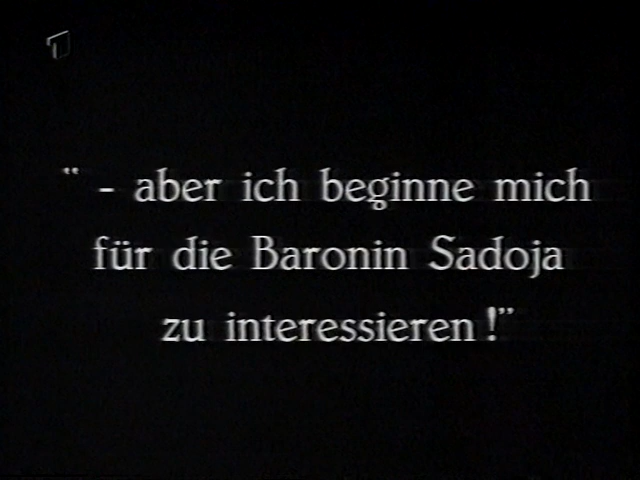 “ - aber ich beginne mich
für die Baronin Sadoja
zu interessieren!”